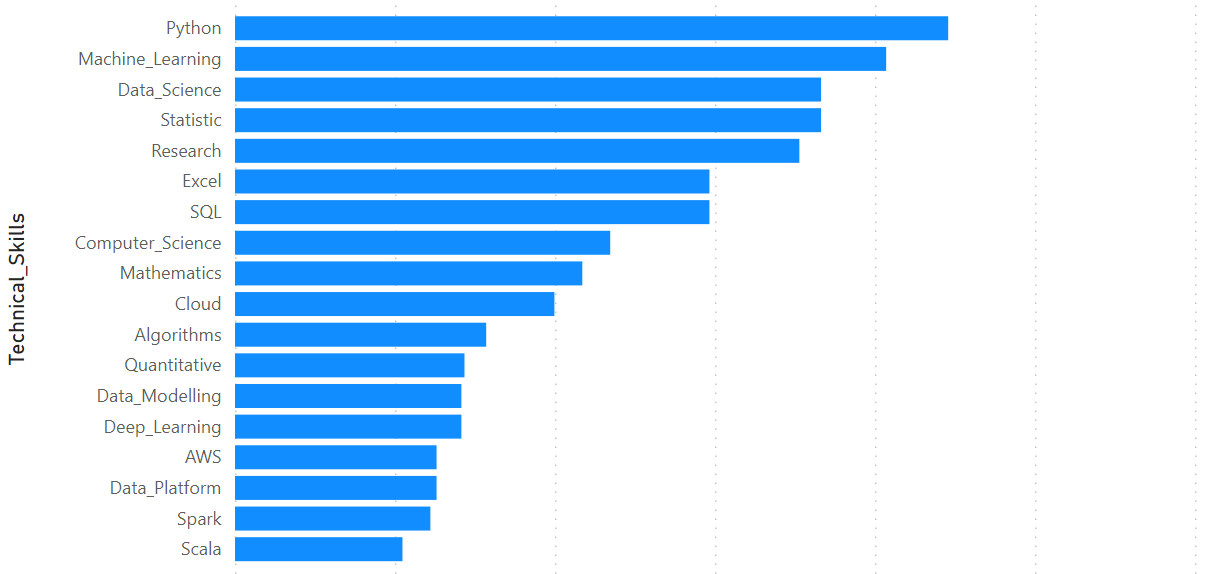 Technical_Skills
Python
Machine_Learning
Data_Science
Statistic
Research
Excel
SQL
Computer_Science
Mathematics
Cloud
Algorithms
Quantitative
Data_Modelling
Deep_Learning
AWS
Data_Platform
Spark
Scala